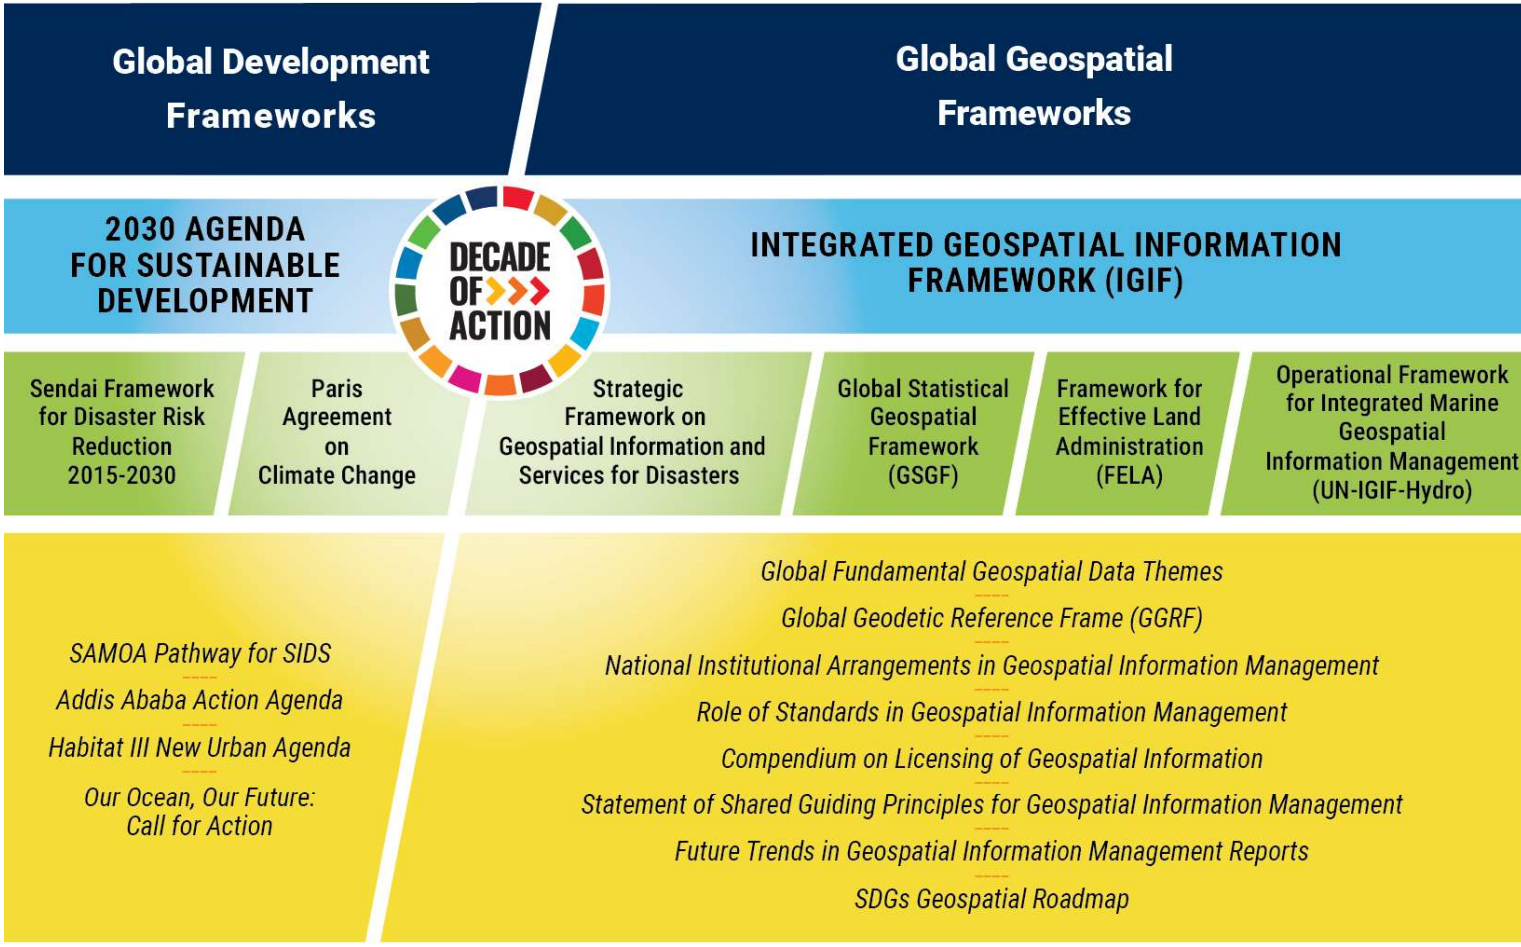 Global Development
Frameworks
Global Geospatial
Frameworks
2030 AGENDA
FOR SUSTAINABLE
DEVELOPMENT
DECADE
OF
ACTION
INTEGRATED GEOSPATIAL INFORMATION
FRAMEWORK (IGIF)
Sendai Framework
for Disaster Risk
Reduction
2015-2030
Paris
Agreement
on
Climate Change
Strategic
Framework on
Geospatial Information and
Services for Disasters
Global Statistical
Geospatial
Framework
(GSGF)
Framework for
Effective Land
Administration
(FELA)
Operational Framework
for Integrated Marine
Geospatial
Information Management
(UN-IGIF-Hydro)
SAMOA Pathway for SIDS
Addis Ababa Action Agenda
Habitat III New Urban Agenda
Our Ocean, Our Future:
Call for Action
Global Fundamental Geospatial Data Themes
Global Geodetic Reference Frame (GGRF)
National Institutional Arrangements in Geospatial Information Management
Role of Standards in Geospatial Information Management
Compendium on Licensing of Geospatial Information
Statement of Shared Guiding Principles for Geospatial Information Management
Future Trends in Geospatial Information Management Reports
SDGs Geospatial Roadmap